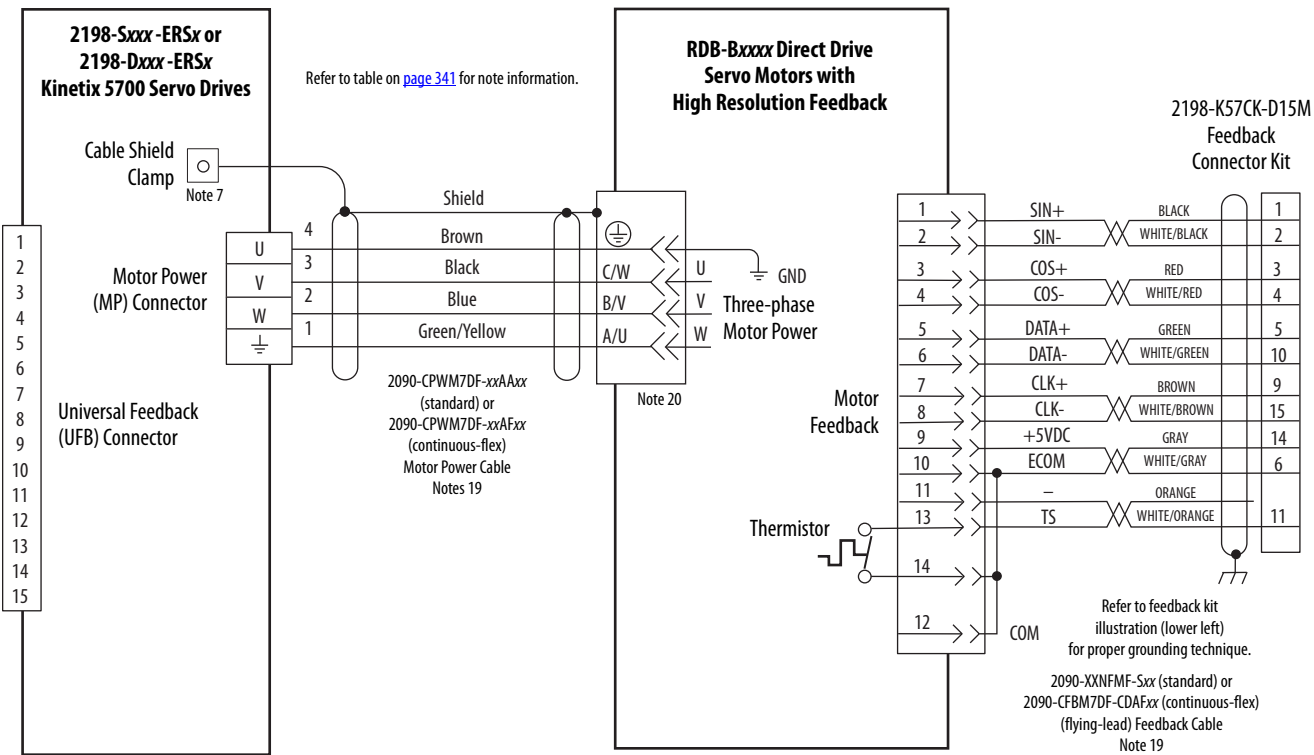 2198-Sxxx -ERSx or
2198-Dxxx -ERSx
Kinetix 5700 Servo Drives
Refer to table on page 341 for note information.
RDB-Bxxxx Direct Drive
Servo Motors with
High Resolution Feedback
2198-K57CK-D15M
Feedback
Connector Kit
Cable Shield
Clamp
Note 7
1
2
3
4
5
6
7
8
9
10
11
12
13
14
15
Universal Feedback
(UFB) Connector
Motor Power
(MP) Connector
U
V
W
4
3
2
1
Shield
Brown
Black
Blue
Green/Yellow
2090-CPWM7DF-xxAAxx
(standard) or
2090-CPWM7DF-xxAFxx
(continuous-flex)
Motor Power Cable
Notes 19
C/W
B/V
A/U
Note 20
GND
U
V
W
Three-phase
Motor Power
Motor
Feedback
Thermistor
1 SIN+ BLACK 1
2 SIN- WHITE/BLACK 2
3 COS+ RED 3
4 COS- WHITE/RED 4
5 DATA+ GREEN 5
6 DATA- WHITE/GREEN 10
7 CLK+ BROWN 9
8 CLK- WHITE/BROWN 15
9 +5VDC GRAY 14
10 ECOM WHITE/GRAY 6
11 – ORANGE
13 TS WHITE/ORANGE 11
14
12 COM
Refer to feedback kit
illustration (lower left)
for proper grounding technique.
2090-XXNFMF-Sxx (standard) or
2090-CFBM7DF-CDAFxx (continuous-flex)
(flying-lead) Feedback Cable
Note 19